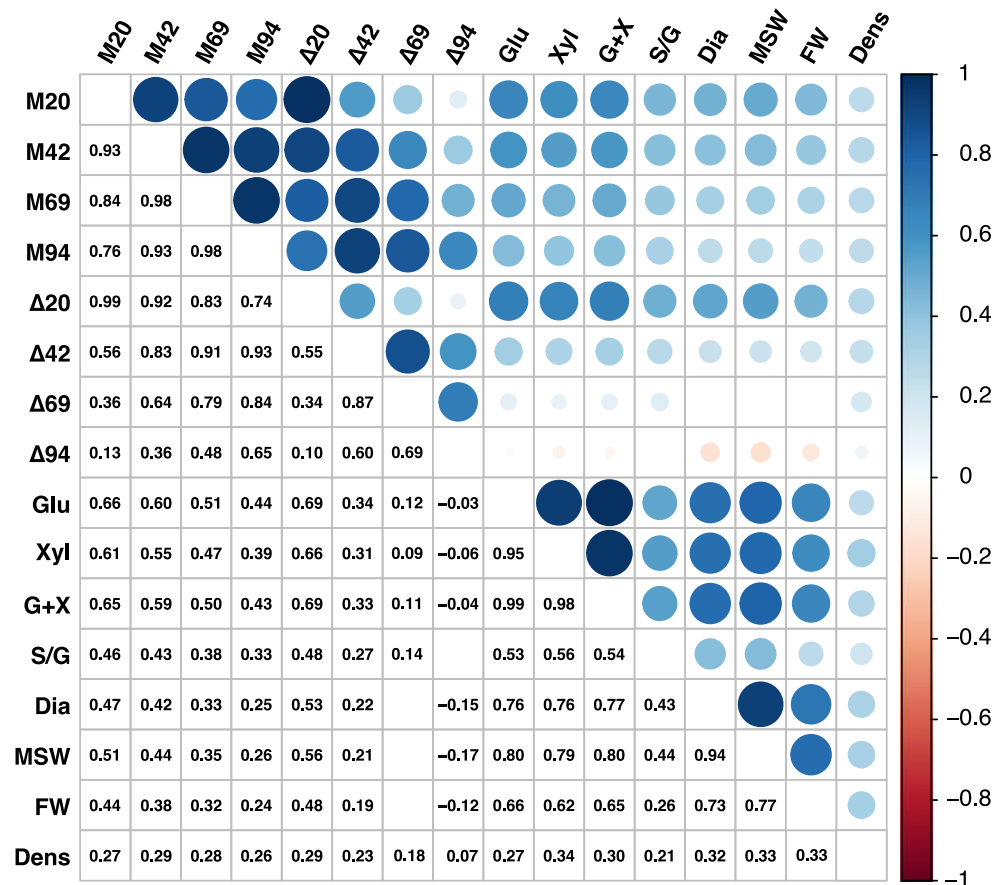 M20 M42 M69 M94 Δ20 Δ42 Δ69 Δ94 Glu Xyl G+X S/G Dia MSW FW Dens
M20 1
M42 0.93 0.8
M69 0.84 0.98 0.6
M94 0.76 0.93 0.98
Δ20 0.99 0.92 0.83 0.74 0.4
Δ42 0.56 0.83 0.91 0.93 0.55
Δ69 0.36 0.64 0.79 0.84 0.34 0.87 0.2
Δ94 0.13 0.36 0.48 0.65 0.10 0.60 0.69 0
Glu 0.66 0.60 0.51 0.44 0.69 0.34 0.12 −0.03
Xyl 0.61 0.55 0.47 0.39 0.66 0.31 0.09 −0.06 0.95 −0.2
G+X 0.65 0.59 0.50 0.43 0.69 0.33 0.11 −0.04 0.99 0.98
S/G 0.46 0.43 0.38 0.33 0.48 0.27 0.14 0.53 0.56 0.54 −0.4
Dia 0.47 0.42 0.33 0.25 0.53 0.22 −0.15 0.76 0.76 0.77 0.43 −0.6
MSW 0.51 0.44 0.35 0.26 0.56 0.21 −0.17 0.80 0.79 0.80 0.44 0.94
FW 0.44 0.38 0.32 0.24 0.48 0.19 −0.12 0.66 0.62 0.65 0.26 0.73 0.77 −0.8
Dens 0.27 0.29 0.28 0.26 0.29 0.23 0.18 0.07 0.27 0.34 0.30 0.21 0.32 0.33 0.33
−1